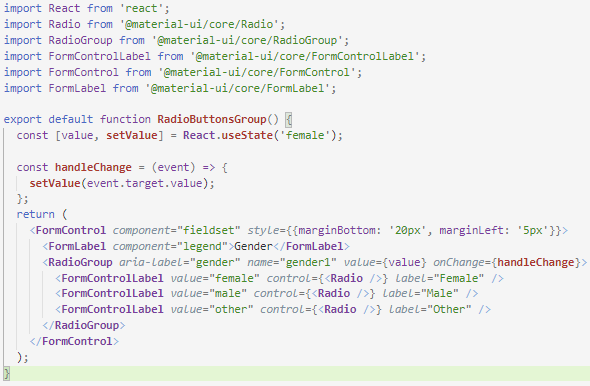 import React from 'react';
import Radio from '@material-ui/core/Radio';
import RadioGroup from '@material-ui/core/RadioGroup';
import FormControlLabel from '@material-ui/core/FormControlLabel';
import FormControl from '@material-ui/core/FormControl';
import FormLabel from '@material-ui/core/FormLabel';

export default function RadioButtonsGroup() {
  const [value, setValue] = React.useState('female');

  const handleChange = (event) => {
    setValue(event.target.value);
  };
  return (
    <FormControl component="fieldset" style={{marginBottom: '20px', marginLeft: '5px'}}>
      <FormLabel component="legend">Gender</FormLabel>
      <RadioGroup aria-label="gender" name="gender1" value={value} onChange={handleChange}>
        <FormControlLabel value="female" control={<Radio />} label="Female" />
        <FormControlLabel value="male" control={<Radio />} label="Male" />
        <FormControlLabel value="other" control={<Radio />} label="Other" />
      </RadioGroup>
    </FormControl>
  );
}